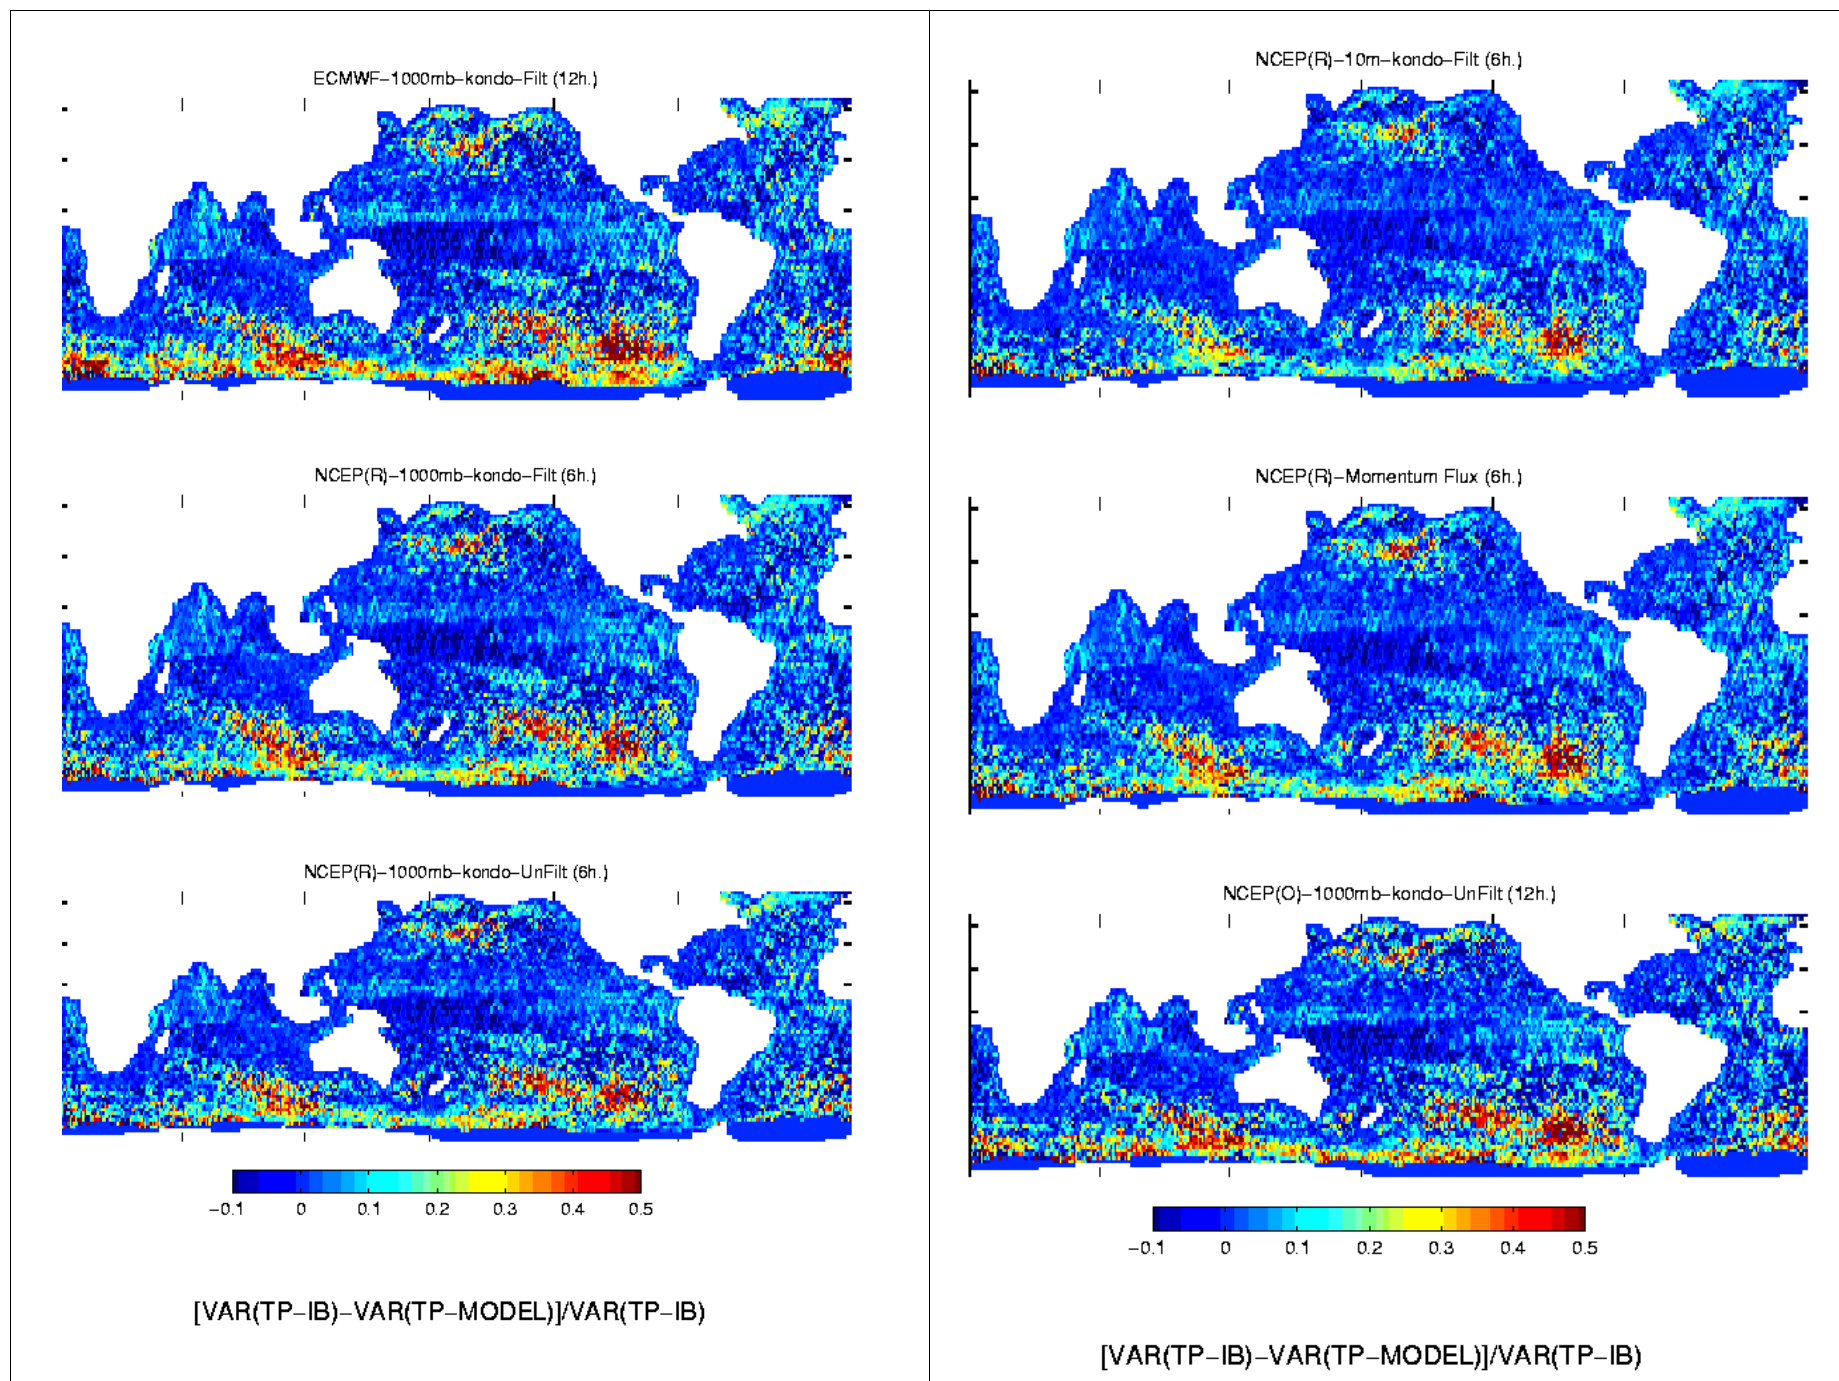 ECMWF−1000mb−kondo−Filt (12h.)
NCEP(R)−1000mb−kondo−Filt (6h.)
NCEP(R)−1000mb−kondo−UnFilt (6h.)
−0.1 0 0.1 0.2 0.3 0.4 0.5
[VAR(TP−IB)−VAR(TP−MODEL)]/VAR(TP−IB)
NCEP(R)−10m−kondo−Filt (6h.)
NCEP(R)−Momentum Flux (6h.)
NCEP(O)−1000mb−kondo−UnFilt (12h.)
−0.1 0 0.1 0.2 0.3 0.4 0.5
[VAR(TP−IB)−VAR(TP−MODEL)]/VAR(TP−IB)